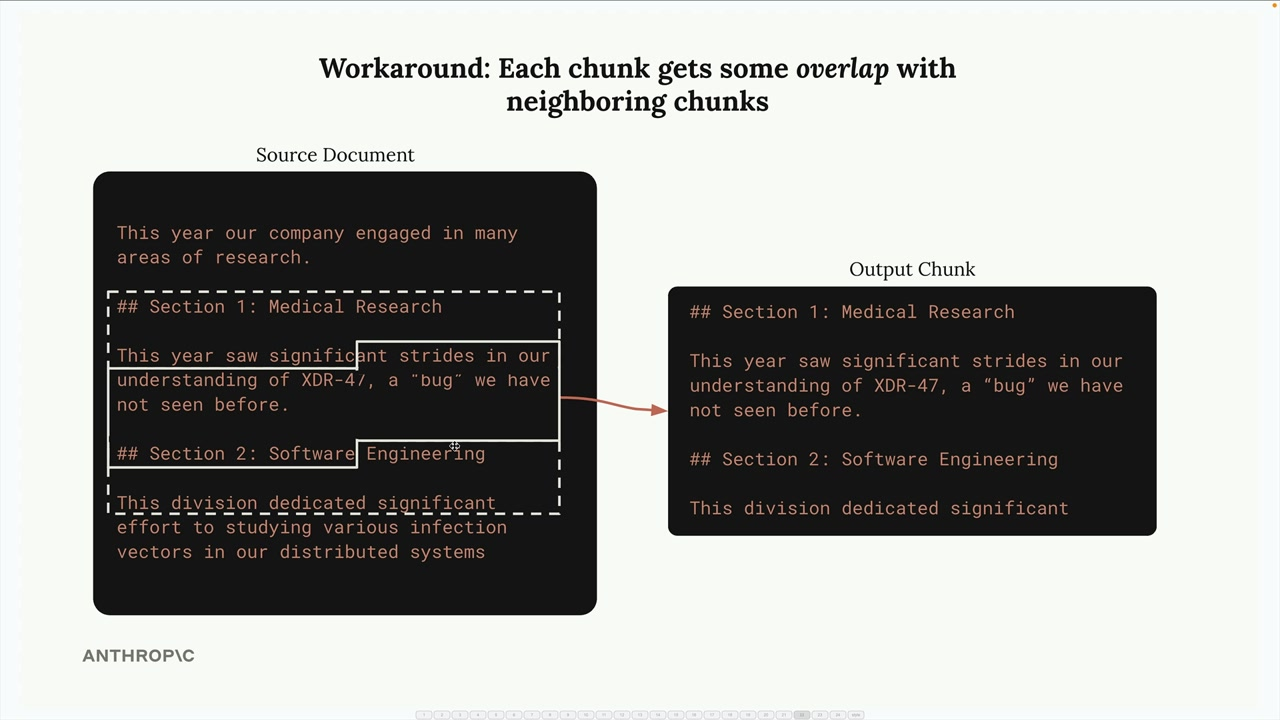 Workaround: Each chunk gets some overlap with
neighboring chunks
Source Document
This year our company engaged in many
areas of research.
## Section 1: Medical Research
This year saw significant strides in our
understanding of XDR-47, a "bug" we have
not seen before.
## Section 2: Software Engineering
This division dedicated significant
effort to studying various infection
vectors in our distributed systems
Output Chunk
## Section 1: Medical Research
This year saw significant strides in our
understanding of XDR-47, a “bug” we have
not seen before.
## Section 2: Software Engineering
This division dedicated significant
ANTHROP\C